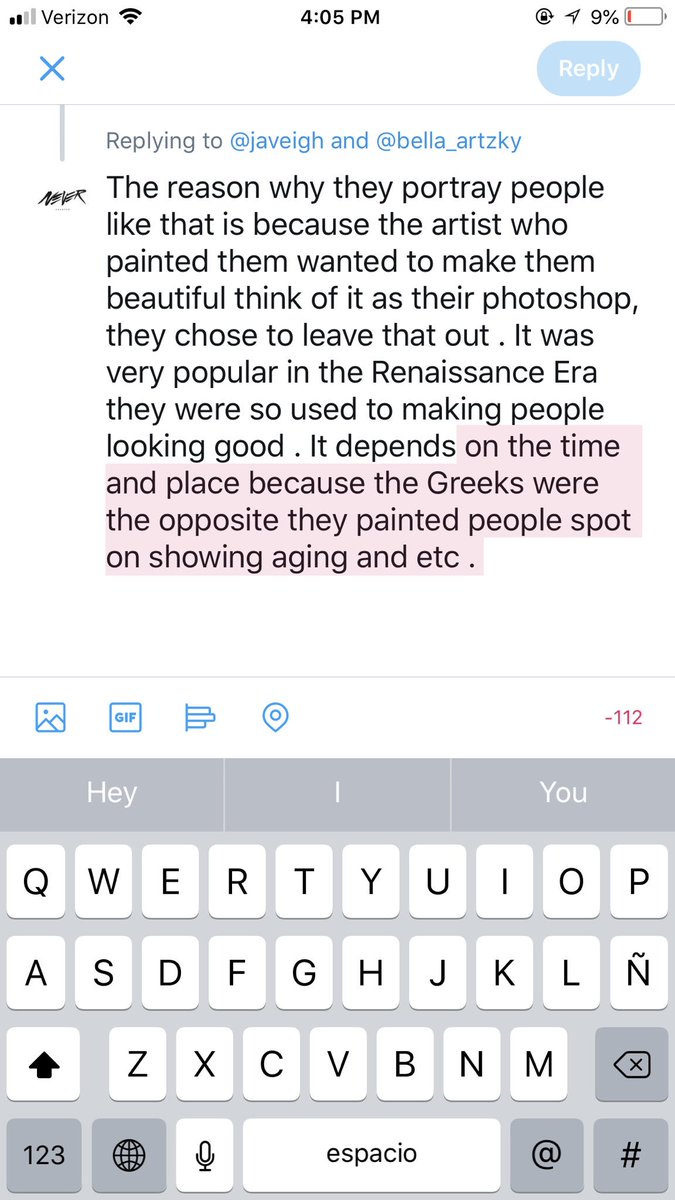 Verizon 4:05 PM 9%
Reply
Replying to @javeigh and @bella_artzky
NEVER
The reason why they portray people
like that is because the artist who
painted them wanted to make them
beautiful think of it as their photoshop,
they chose to leave that out . It was
very popular in the Renaissance Era
they were so used to making people
looking good . It depends on the time
and place because the Greeks were
the opposite they painted people spot
on showing aging and etc .
GIF -112
Hey I You
Q W E R T Y U I O P
A S D F G H J K L Ñ
Z X C V B N M
123 espacio @ #